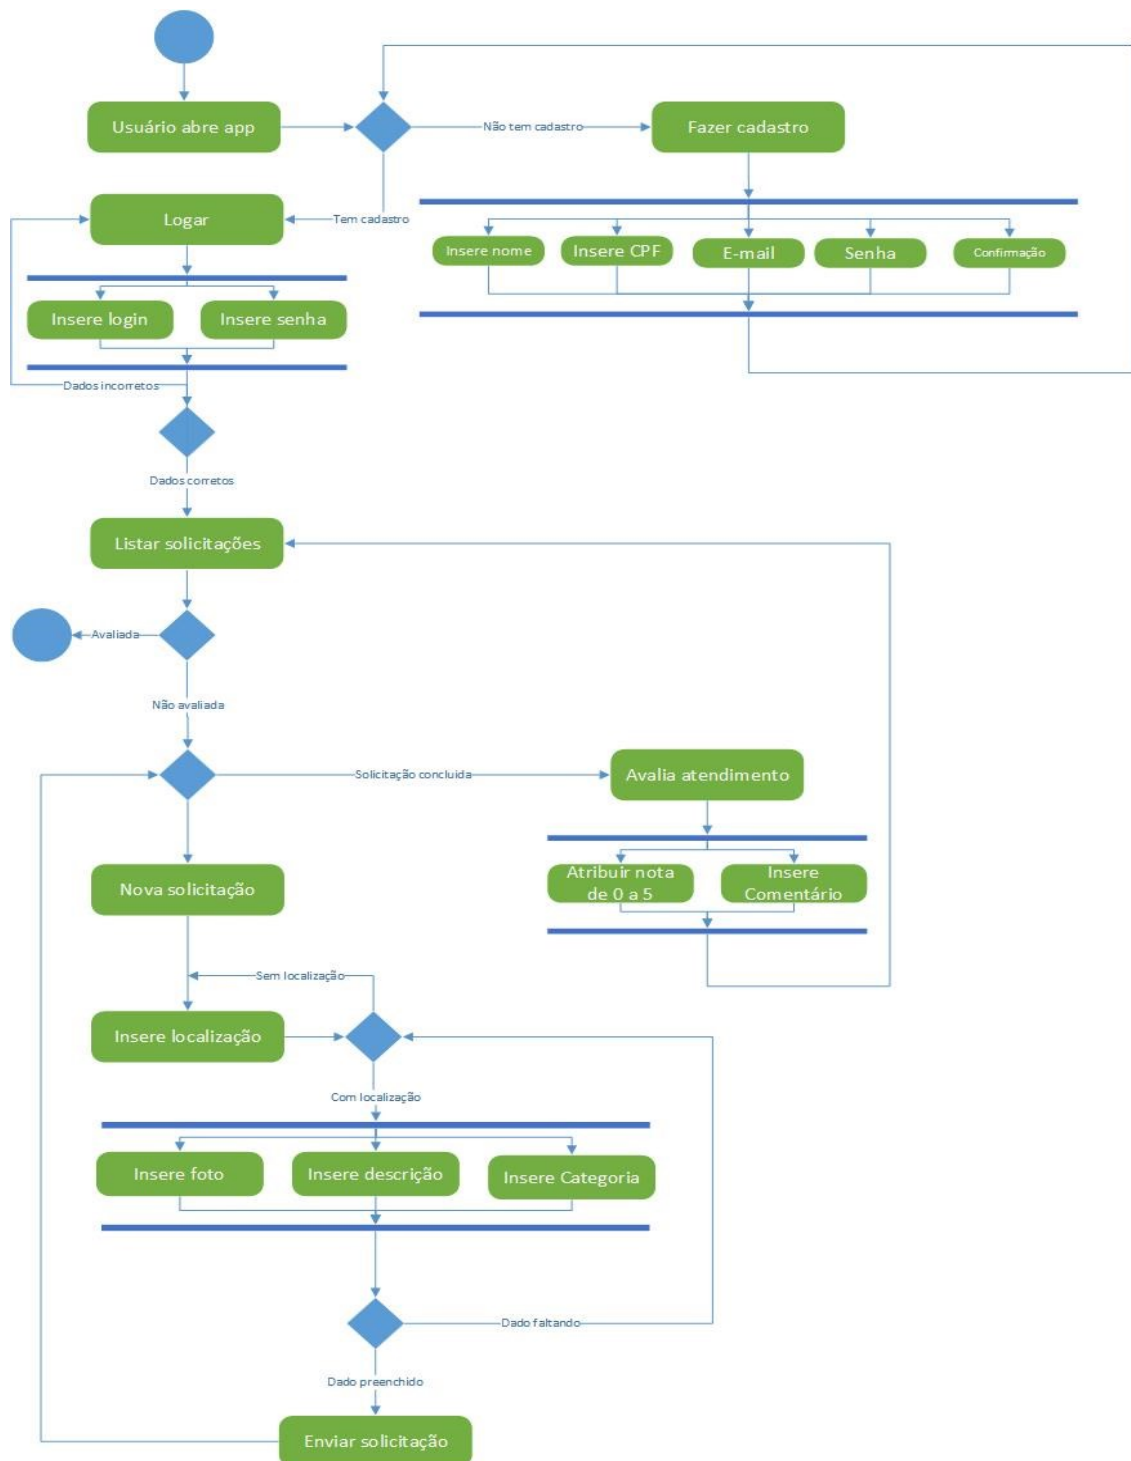 Usuário abre app
Não tem cadastro
Fazer cadastro
Logar
Tem cadastro
Insere nome
Insere CPF
E-mail
Senha
Confirmação
Insere login
Insere senha
Dados incorretos
Dados corretos
Listar solicitações
Avaliada
Não avaliada
Solicitação concluida
Avalia atendimento
Nova solicitação
Atribuir nota
de 0 a 5
Insere
Comentário
Sem localização
Insere localização
Com localização
Insere foto
Insere descrição
Insere Categoria
Dado faltando
Dado preenchido
Enviar solicitação